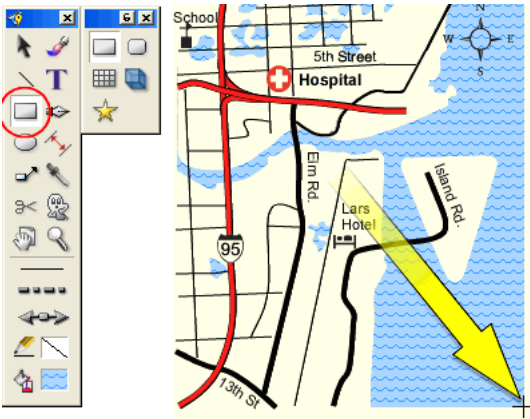 T
School
5th Street
Hospital
N
W
E
S
Elm Rd.
Island Rd.
Lars
Hotel
95
13th St